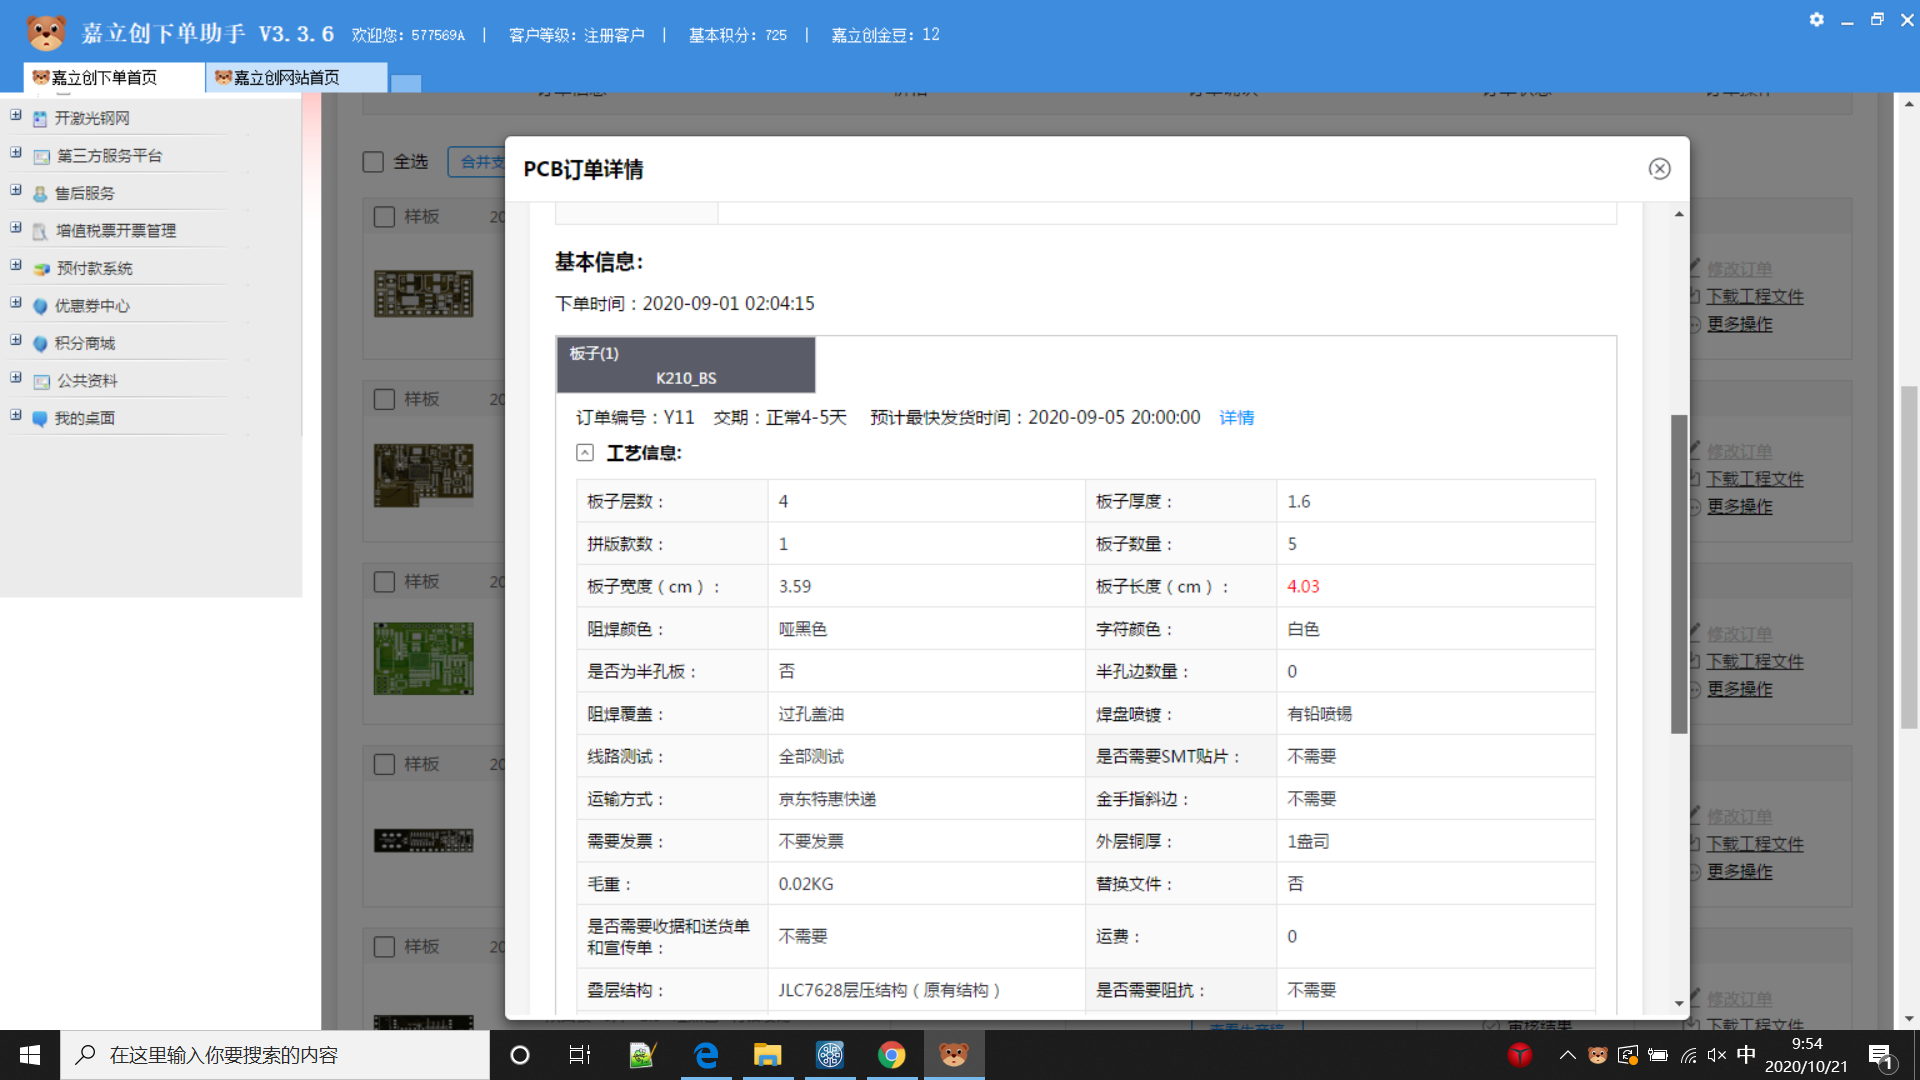 嘉立创下单助手 V3.3.6 欢迎您：577569A | 客户等级：注册客户 | 基本积分：725 | 嘉立创金豆：12
嘉立创下单首页 嘉立创网站首页
开激光钢网
第三方服务平台
售后服务
增值税票开票管理
预付款系统
优惠券中心
积分商城
公共资料
我的桌面
全选 合并支
样板 20
修改订单
下载工程文件
更多操作
样板 20
修改订单
下载工程文件
更多操作
样板 20
修改订单
下载工程文件
更多操作
样板 20
修改订单
下载工程文件
更多操作
样板 20
修改订单
下载工程文件
审核结果
PCB订单详情
基本信息:
下单时间：2020-09-01 02:04:15
板子(1)
K210_BS
订单编号：Y11 交期：正常4-5天 预计最快发货时间：2020-09-05 20:00:00 详情
工艺信息:
板子层数： 4 板子厚度： 1.6
拼版款数： 1 板子数量： 5
板子宽度（cm）： 3.59 板子长度（cm）： 4.03
阻焊颜色： 哑黑色 字符颜色： 白色
是否为半孔板： 否 半孔边数量： 0
阻焊覆盖： 过孔盖油 焊盘喷镀： 有铅喷锡
线路测试： 全部测试 是否需要SMT贴片： 不需要
运输方式： 京东特惠快递 金手指斜边： 不需要
需要发票： 不要发票 外层铜厚： 1盎司
毛重： 0.02KG 替换文件： 否
是否需要收据和送货单
和宣传单： 不需要 运费： 0
叠层结构： JLC7628层压结构（原有结构） 是否需要阻抗： 不需要
在这里输入你要搜索的内容
中
9:54
2020/10/21
1